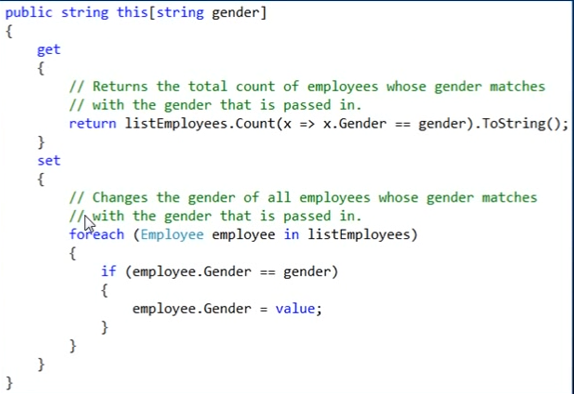 public string this[string gender]
{
    get
    {
        // Returns the total count of employees whose gender matches
        // with the gender that is passed in.
        return listEmployees.Count(x => x.Gender == gender).ToString();
    }
    set
    {
        // Changes the gender of all employees whose gender matches
        // with the gender that is passed in.
        foreach (Employee employee in listEmployees)
        {
            if (employee.Gender == gender)
            {
                employee.Gender = value;
            }
        }
    }
}